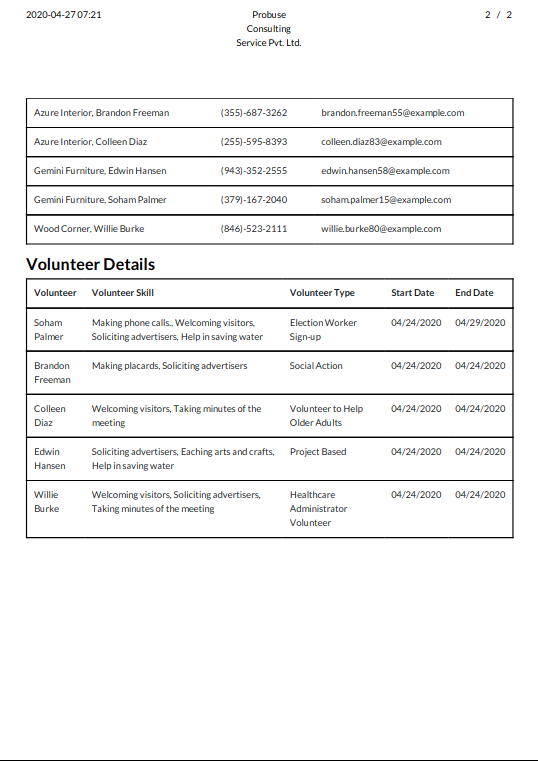 2020-04-27 07:21 Probuse 2 / 2
Consulting
Service Pvt. Ltd.
Azure Interior, Brandon Freeman (355)-687-3262 brandon.freeman55@example.com
Azure Interior, Colleen Diaz (255)-595-8393 colleen.diaz83@example.com
Gemini Furniture, Edwin Hansen (943)-352-2555 edwin.hansen58@example.com
Gemini Furniture, Soham Palmer (379)-167-2040 soham.palmer15@example.com
Wood Corner, Willie Burke (846)-523-2111 willie.burke80@example.com
Volunteer Details
Volunteer Volunteer Skill Volunteer Type Start Date End Date
Soham Making phone calls., Welcoming visitors, Election Worker 04/24/2020 04/29/2020
Palmer Soliciting advertisers, Help in saving water Sign-up
Brandon Making placards, Soliciting advertisers Social Action 04/24/2020 04/24/2020
Freeman
Colleen Welcoming visitors, Taking minutes of the Volunteer to Help 04/24/2020 04/24/2020
Diaz meeting Older Adults
Edwin Soliciting advertisers, Eaching arts and crafts, Project Based 04/24/2020 04/24/2020
Hansen Help in saving water
Willie Welcoming visitors, Soliciting advertisers, Healthcare 04/24/2020 04/24/2020
Burke Taking minutes of the meeting Administrator
Volunteer